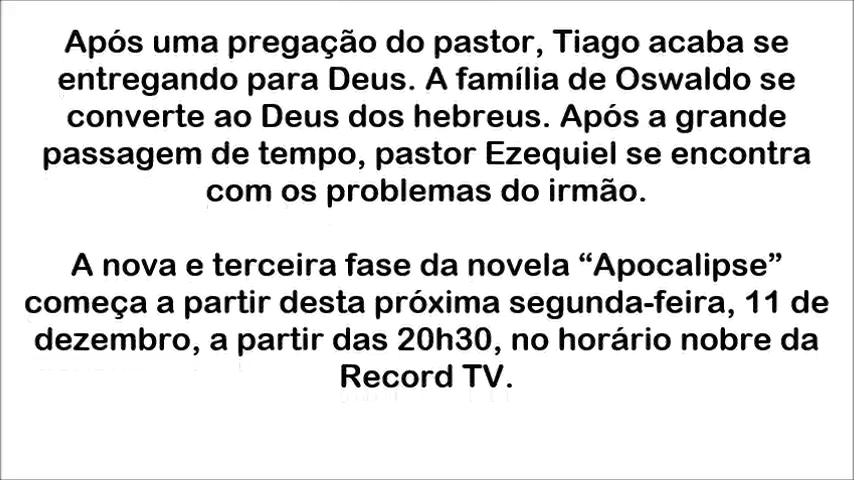 Após uma pregação do pastor, Tiago acaba se
entregando para Deus. A família de Oswaldo se
converte ao Deus dos hebreus. Após a grande
passagem de tempo, pastor Ezequiel se encontra
com os problemas do irmão.
A nova e terceira fase da novela “Apocalipse”
começa a partir desta próxima segunda-feira, 11 de
dezembro, a partir das 20h30, no horário nobre da
Record TV.